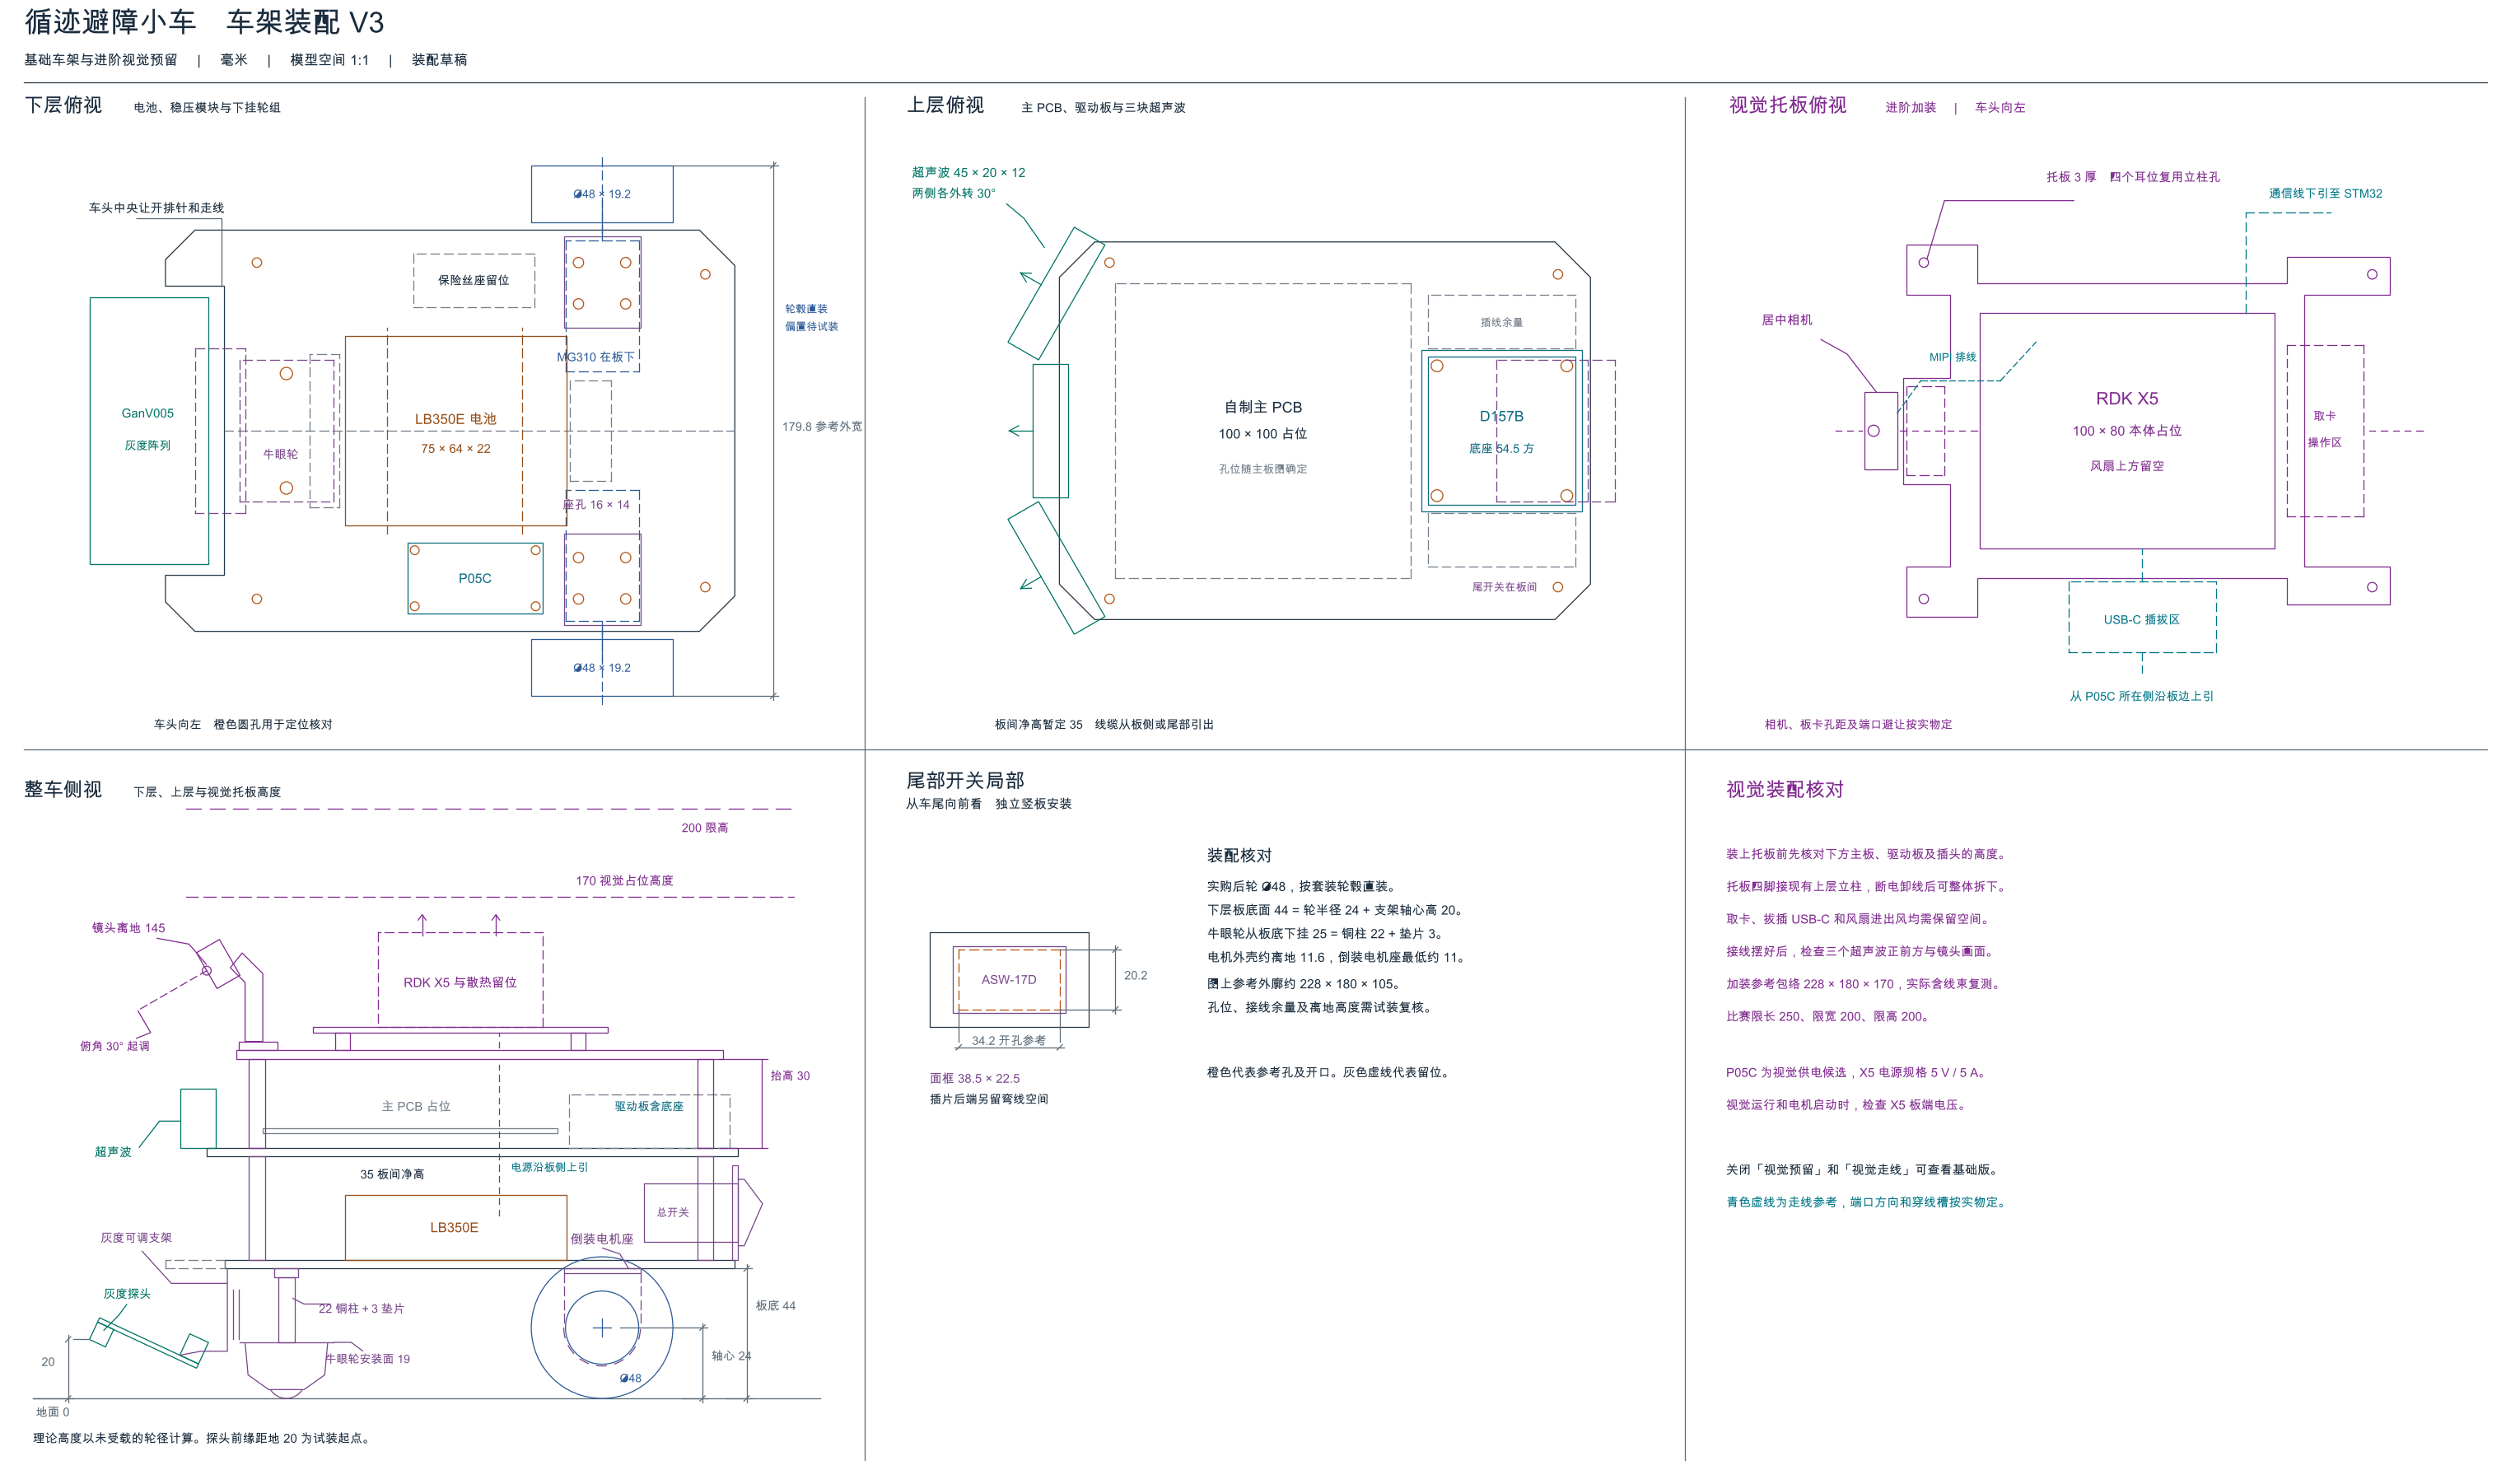 循迹避障小车 车架装配 V3
基础车架与进阶视觉预留 | 毫米 | 模型空间 1:1 | 装配草稿
下层俯视 电池、稳压模块与下挂轮组
Ø48 × 19.2
车头中央让开排针和走线
保险丝座留位
轮毂直装
偏置待试装
MG310 在板下
GanV005
灰度阵列
牛眼轮
LB350E 电池
75 × 64 × 22
179.8 参考外宽
座孔 16 × 14
P05C
Ø48 × 19.2
车头向左 橙色圆孔用于定位核对
上层俯视 主 PCB、驱动板与三块超声波
超声波 45 × 20 × 12
两侧各外转 30°
插线余量
自制主 PCB
100 × 100 占位
孔位随主板图确定
D157B
底座 54.5 方
尾开关在板间
板间净高暂定 35 线缆从板侧或尾部引出
视觉托板俯视 进阶加装 | 车头向左
托板 3 厚 四个耳位复用立柱孔
通信线下引至 STM32
居中相机
MIPI 排线
RDK X5
100 × 80 本体占位
风扇上方留空
取卡
操作区
USB-C 插拔区
从 P05C 所在侧沿板边上引
相机、板卡孔距及端口避让按实物定
整车侧视 下层、上层与视觉托板高度
200 限高
170 视觉占位高度
镜头离地 145
RDK X5 与散热留位
俯角 30° 起调
抬高 30
主 PCB 占位
驱动板含底座
超声波
35 板间净高
电源沿板侧上引
总开关
LB350E
灰度可调支架
倒装电机座
灰度探头
22 铜柱 + 3 垫片
板底 44
20
牛眼轮安装面 19
轴心 24
Ø48
地面 0
理论高度以未受载的轮径计算。探头前缘距地 20 为试装起点。
尾部开关局部
从车尾向前看 独立竖板安装
ASW-17D
20.2
34.2 开孔参考
面框 38.5 × 22.5
插片后端另留弯线空间
装配核对
实购后轮 Ø48，按套装轮毂直装。
下层板底面 44 = 轮半径 24 + 支架轴心高 20。
牛眼轮从板底下挂 25 = 铜柱 22 + 垫片 3。
电机外壳约离地 11.6，倒装电机座最低约 11。
图上参考外廓约 228 × 180 × 105。
孔位、接线余量及离地高度需试装复核。
橙色代表参考孔及开口。灰色虚线代表留位。
视觉装配核对
装上托板前先核对下方主板、驱动板及插头的高度。
托板四脚接现有上层立柱，断电卸线后可整体拆下。
取卡、拔插 USB-C 和风扇进出风均需保留空间。
接线摆好后，检查三个超声波正前方与镜头画面。
加装参考包络 228 × 180 × 170，实际含线束复测。
比赛限长 250、限宽 200、限高 200。
P05C 为视觉供电候选，X5 电源规格 5 V / 5 A。
视觉运行和电机启动时，检查 X5 板端电压。
关闭「视觉预留」和「视觉走线」可查看基础版。
青色虚线为走线参考，端口方向和穿线槽按实物定。